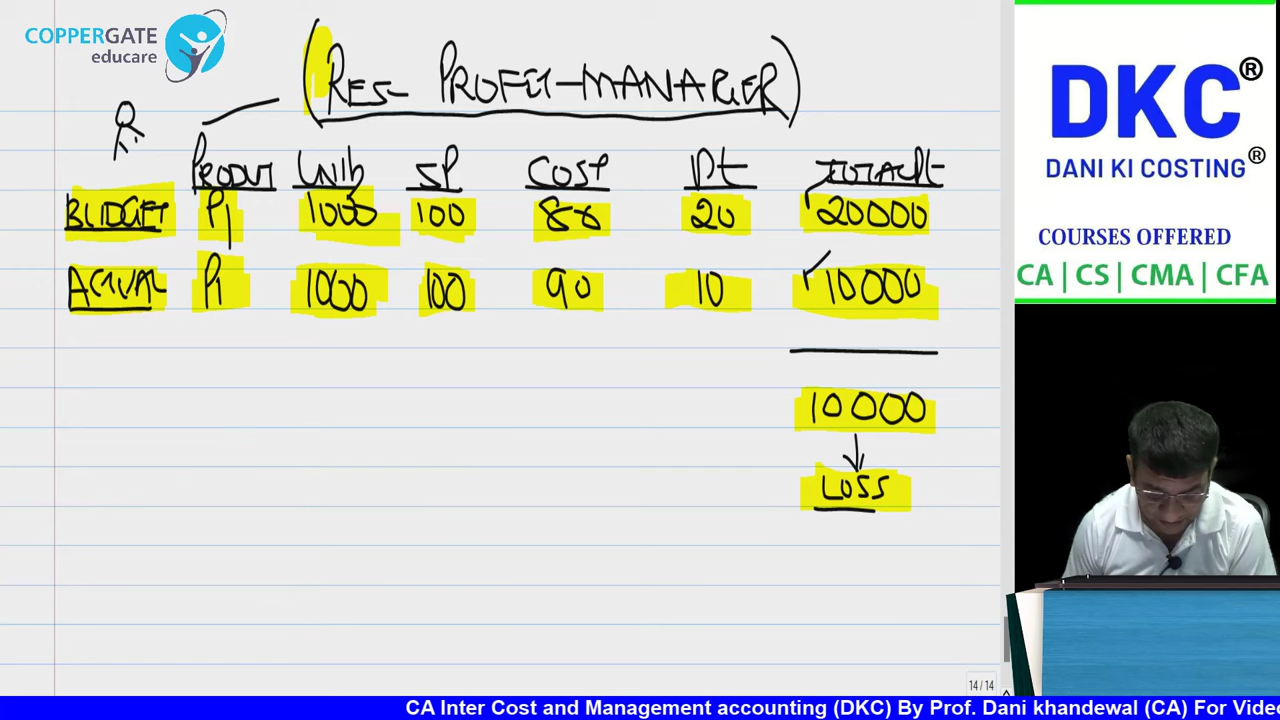 COPPERGATE
educare
(RES- PROFIT-MANAGER)
PRODUCT UNITS SP COST Pt TOTAL Pt
BUDGET P1 1000 100 80 20 20000
ACTUAL P1 1000 100 90 10 10000
10000
LOSS
14/14
DKC®
DANI KI COSTING®
COURSES OFFERED
CA | CS | CMA | CFA
CA Inter Cost and Management accounting (DKC) By Prof. Dani khandewal (CA) For Vide